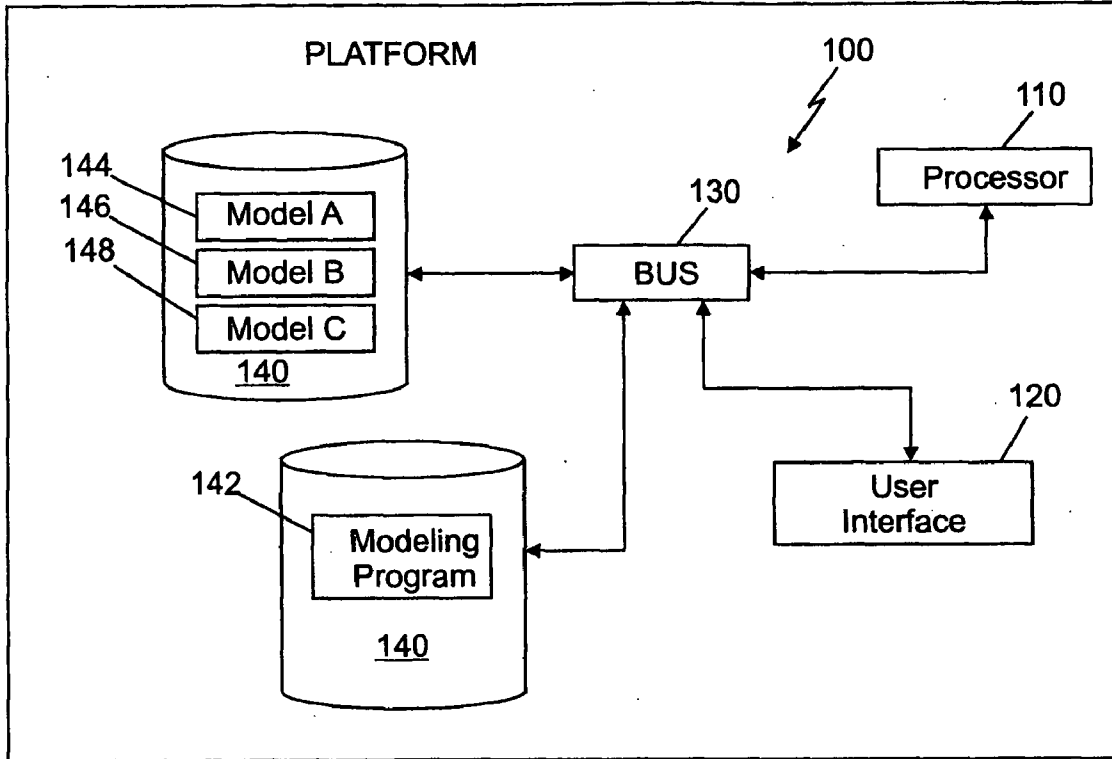 PLATFORM
100
110
Processor
144
146
148
Model A
Model B
Model C
140
130
BUS
120
User
Interface
142
Modeling
Program
140